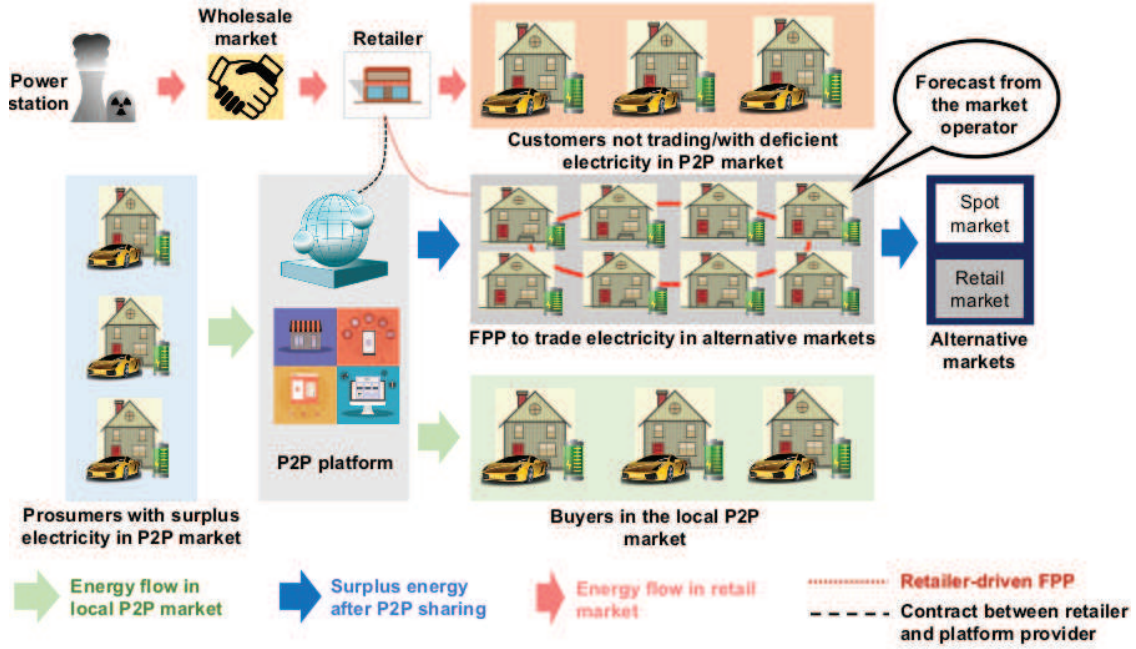 Wholesale
market
Retailer
Power
station
Forecast from
the market
operator
Customers not trading/with deficient
electricity in P2P market
Spot
market
Retail
market
FPP to trade electricity in alternative markets
Alternative
markets
P2P platform
Prosumers with surplus
electricity in P2P market
Buyers in the local P2P
market
Energy flow in
local P2P market
Surplus energy
after P2P sharing
Energy flow in retail
market
Retailer-driven FPP
Contract between retailer
and platform provider